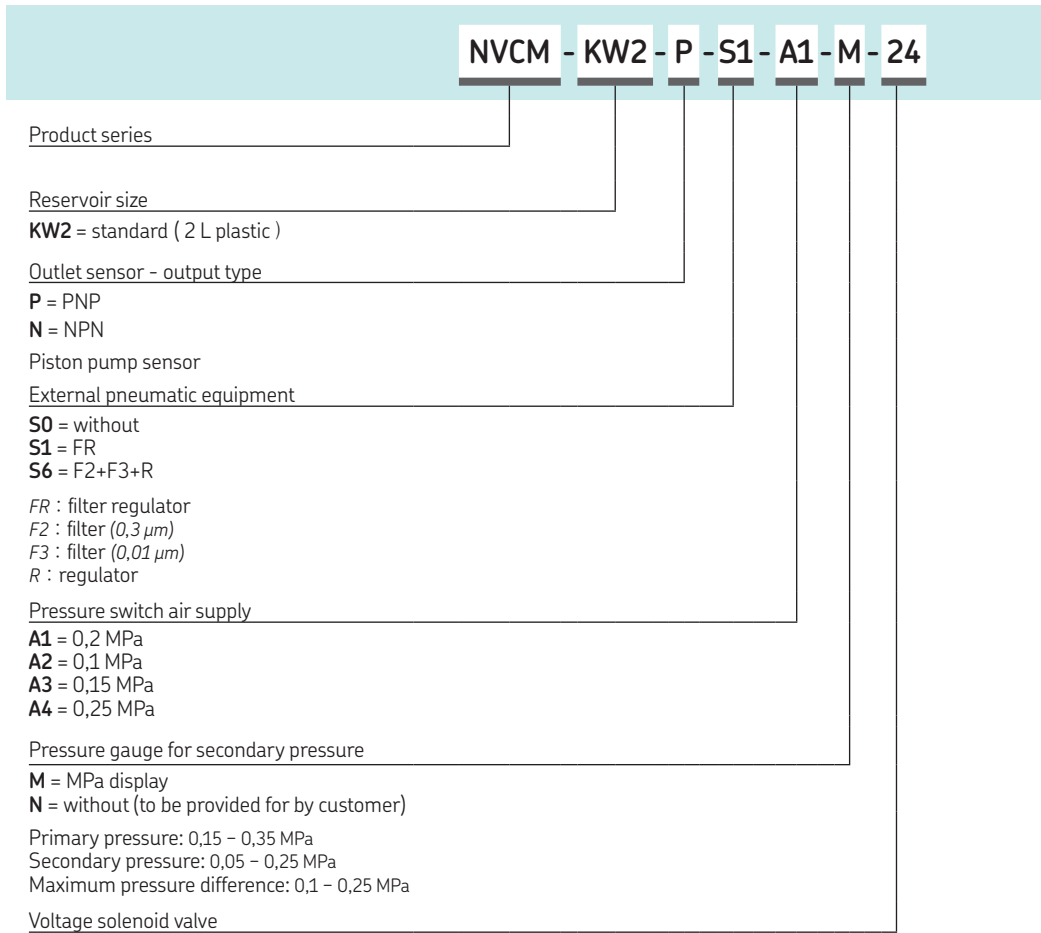 NVCM - KW2 - P - S1 - A1 - M - 24
Product series
Reservoir size
KW2 = standard ( 2 L plastic )
Outlet sensor – output type
P = PNP
N = NPN
Piston pump sensor
External pneumatic equipment
S0 = without
S1 = FR
S6 = F2+F3+R
FR : filter regulator
F2 : filter (0,3 µm)
F3 : filter (0,01 µm)
R : regulator
Pressure switch air supply
A1 = 0,2 MPa
A2 = 0,1 MPa
A3 = 0,15 MPa
A4 = 0,25 MPa
Pressure gauge for secondary pressure
M = MPa display
N = without (to be provided for by customer)
Primary pressure: 0,15 – 0,35 MPa
Secondary pressure: 0,05 – 0,25 MPa
Maximum pressure difference: 0,1 – 0,25 MPa
Voltage solenoid valve